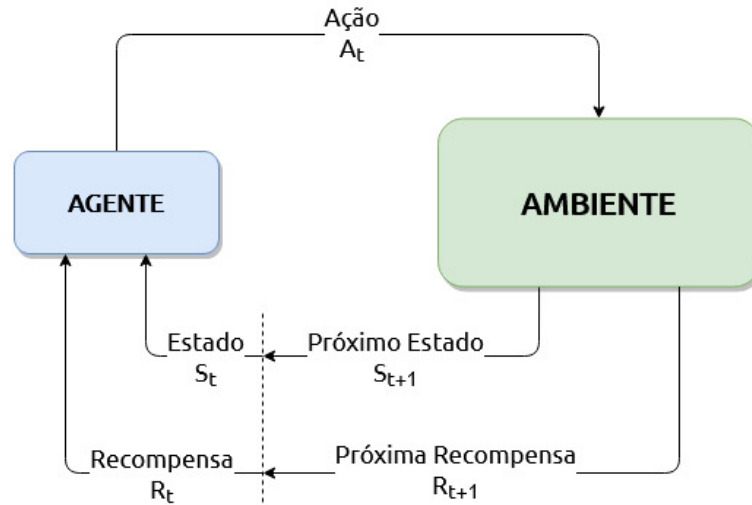 Ação
Aₜ
AGENTE
AMBIENTE
Estado
Sₜ
Próximo Estado
Sₜ₊₁
Recompensa
Rₜ
Próxima Recompensa
Rₜ₊₁